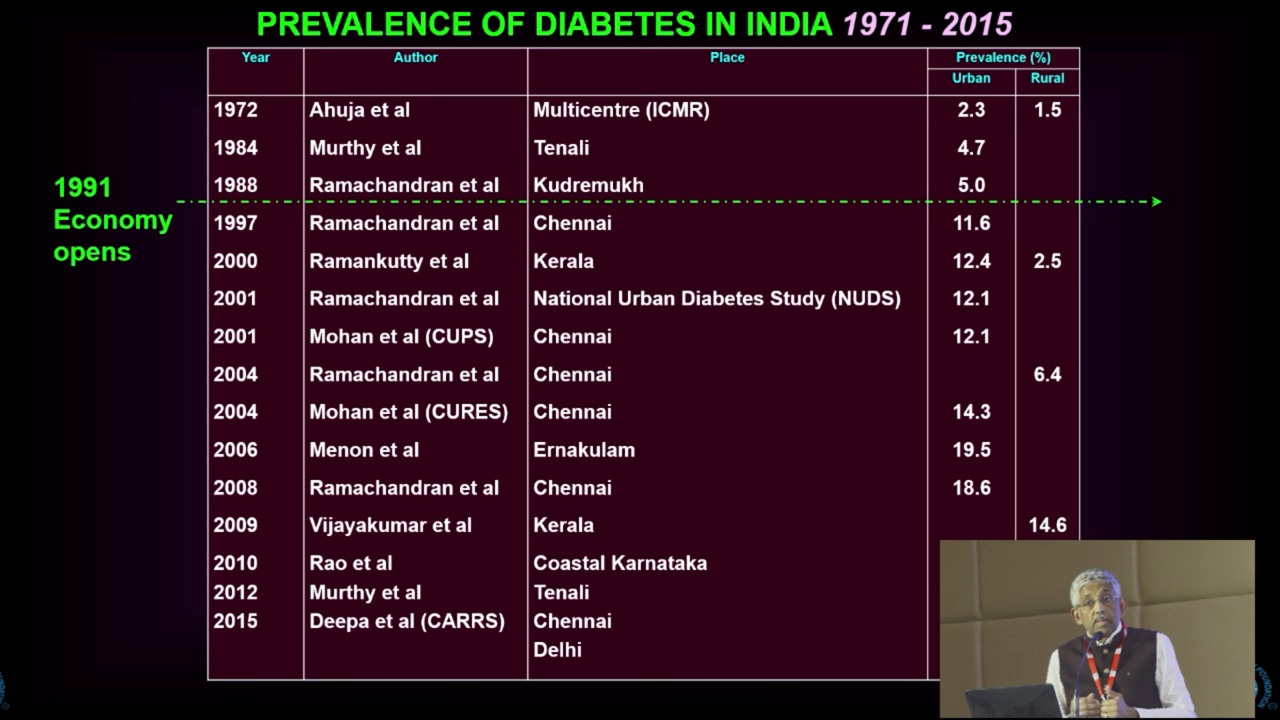 PREVALENCE OF DIABETES IN INDIA 1971 - 2015
Year Author Place Prevalence (%)
Urban Rural
1972 Ahuja et al Multicentre (ICMR) 2.3 1.5
1984 Murthy et al Tenali 4.7
1988 Ramachandran et al Kudremukh 5.0
1991
Economy
opens
1997 Ramachandran et al Chennai 11.6
2000 Ramankutty et al Kerala 12.4 2.5
2001 Ramachandran et al National Urban Diabetes Study (NUDS) 12.1
2001 Mohan et al (CUPS) Chennai 12.1
2004 Ramachandran et al Chennai 6.4
2004 Mohan et al (CURES) Chennai 14.3
2006 Menon et al Ernakulam 19.5
2008 Ramachandran et al Chennai 18.6
2009 Vijayakumar et al Kerala 14.6
2010 Rao et al Coastal Karnataka
2012 Murthy et al Tenali
2015 Deepa et al (CARRS) Chennai
Delhi